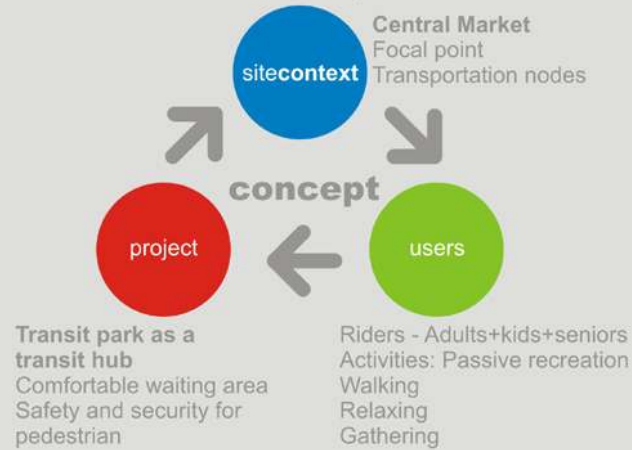 sitecontext
Central Market
Focal point
Transportation nodes
concept
project
users
Transit park as a
transit hub
Comfortable waiting area
Safety and security for
pedestrian
Riders - Adults+kids+seniors
Activities: Passive recreation
Walking
Relaxing
Gathering